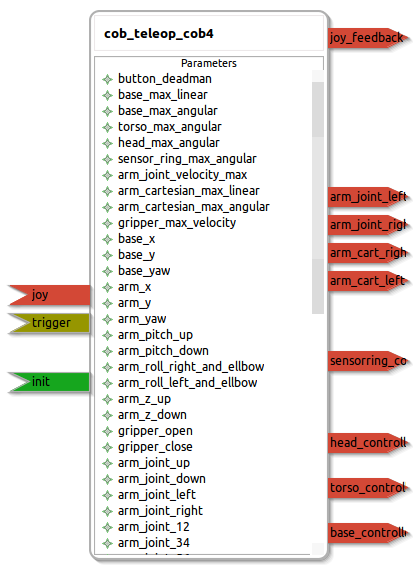 cob_teleop_cob4
Parameters
button_deadman
base_max_linear
base_max_angular
torso_max_angular
head_max_angular
sensor_ring_max_angular
arm_joint_velocity_max
arm_cartesian_max_linear
arm_cartesian_max_angular
gripper_max_velocity
base_x
base_y
base_yaw
arm_x
arm_y
arm_yaw
arm_pitch_up
arm_pitch_down
arm_roll_right_and_ellbow
arm_roll_left_and_ellbow
arm_z_up
arm_z_down
gripper_open
gripper_close
arm_joint_up
arm_joint_down
arm_joint_left
arm_joint_right
arm_joint_12
arm_joint_34
joy
trigger
init
joy_feedback
arm_joint_left
arm_joint_righ
arm_cart_righ
arm_cart_left
sensorring_co
head_controll
torso_control
base_controll